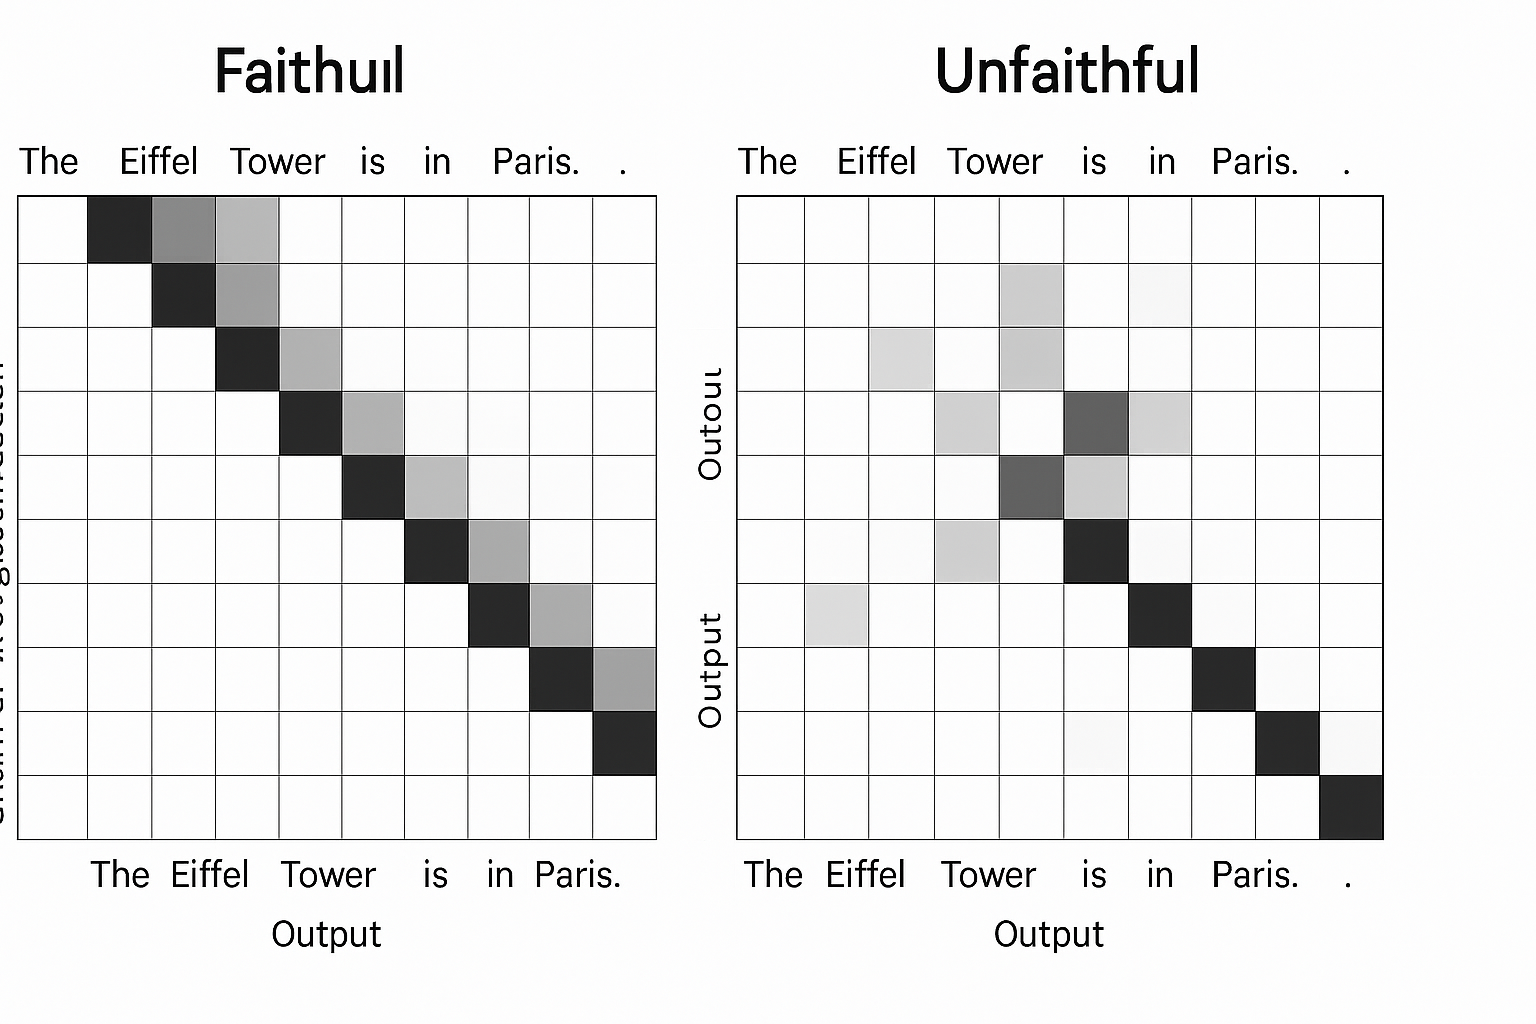 Faithuıl
Unfaithful
The Eiffel Tower is in Paris. .
The Eiffel Tower is in Paris. .
Outouı
Output
The Eiffel Tower is in Paris.
The Eiffel Tower is in Paris. .
Output
Output